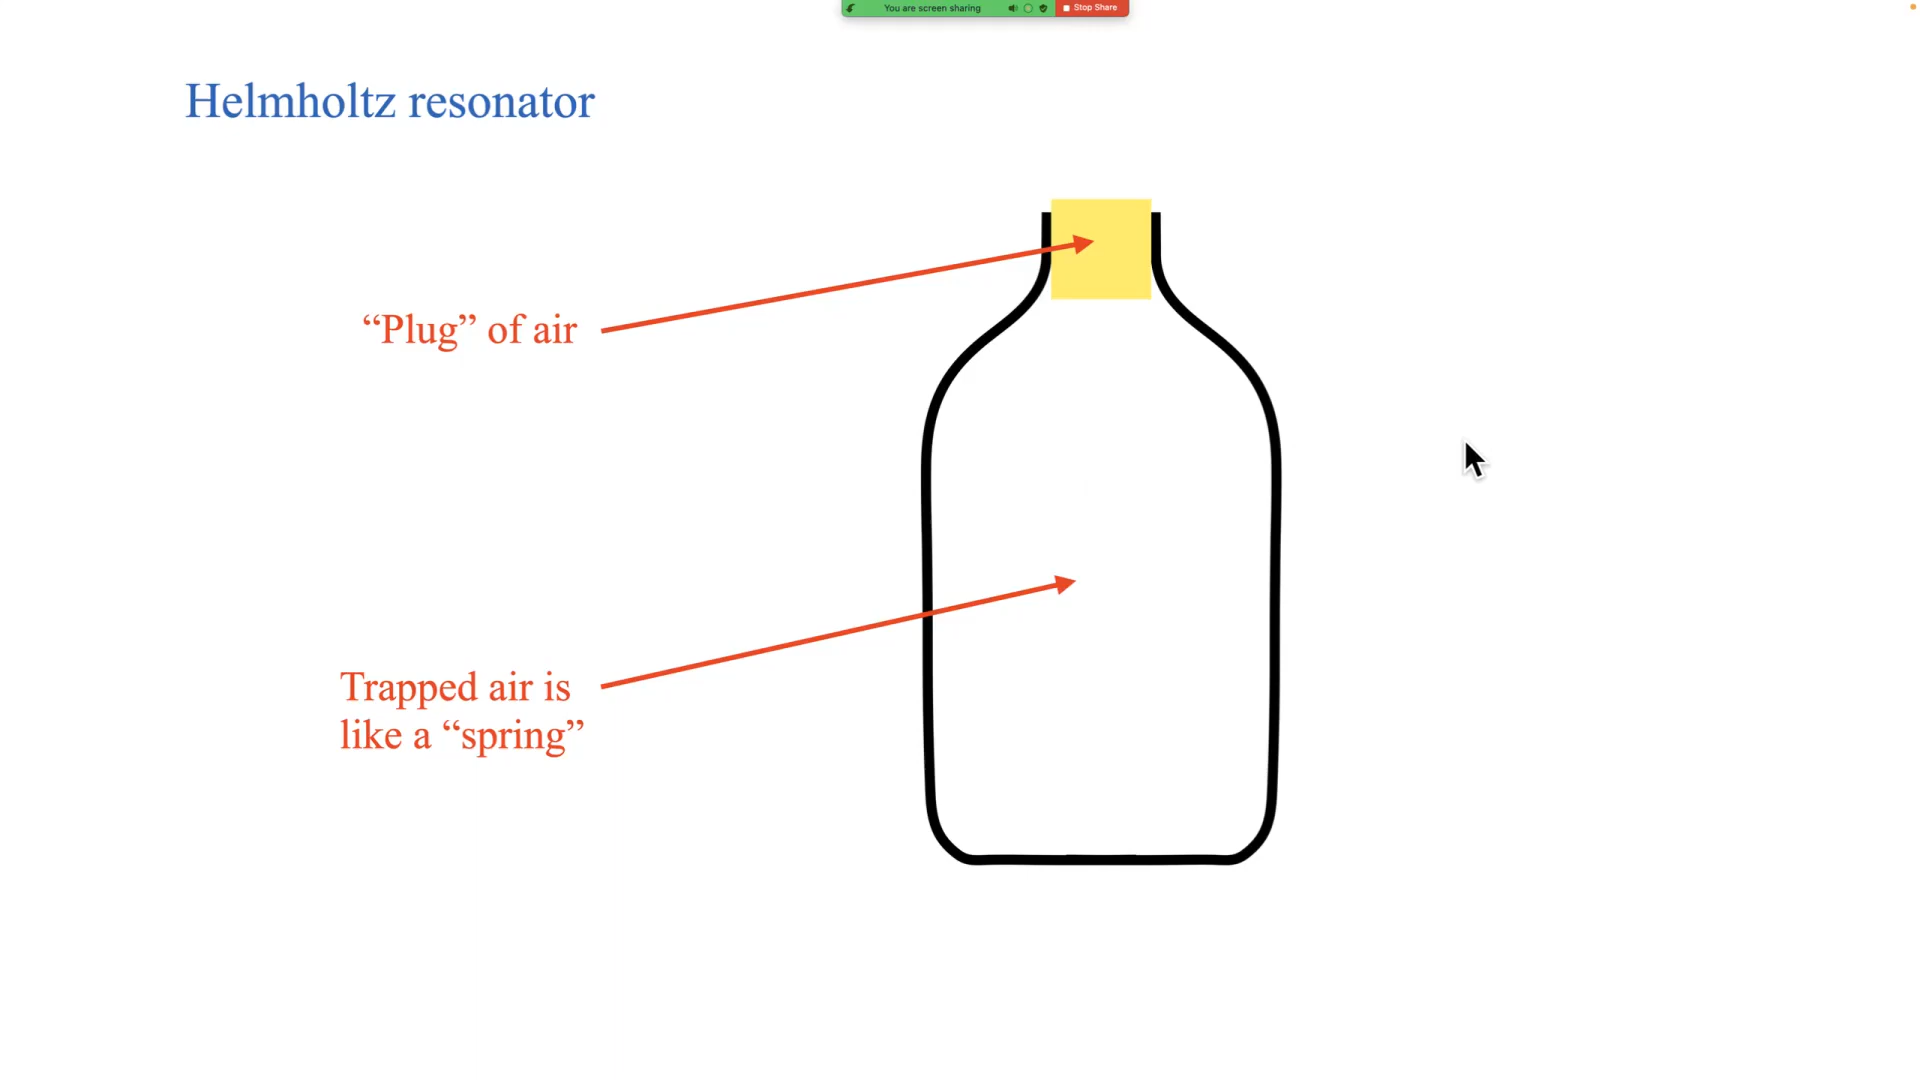 You are screen sharing
Stop Share
Helmholtz resonator
“Plug” of air
Trapped air is
like a “spring”